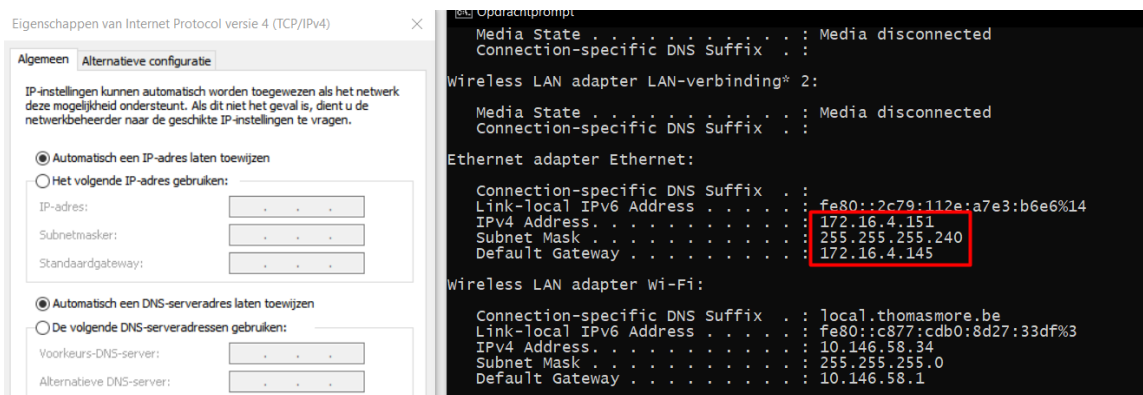 Eigenschappen van Internet Protocol versie 4 (TCP/IPv4)
Algemeen
Alternatieve configuratie
IP-instellingen kunnen automatisch worden toegewezen als het netwerk
deze mogelijkheid ondersteunt. Als dit niet het geval is, dient u de
netwerkbeheerder naar de geschikte IP-instellingen te vragen.
Automatisch een IP-adres laten toewijzen
Het volgende IP-adres gebruiken:
IP-adres:
Subnetmasker:
Standaardgateway:
Automatisch een DNS-serveradres laten toewijzen
De volgende DNS-serveradressen gebruiken:
Voorkeurs-DNS-server:
Alternatieve DNS-server:
Opdrachtprompt
Media State . . . . . . . . . . . : Media disconnected
Connection-specific DNS Suffix  . :
Wireless LAN adapter LAN-verbinding* 2:
Media State . . . . . . . . . . . : Media disconnected
Connection-specific DNS Suffix  . :
Ethernet adapter Ethernet:
Connection-specific DNS Suffix  . :
Link-local IPv6 Address . . . . . : fe80::2c79:112e:a7e3:b6e6%14
IPv4 Address. . . . . . . . . . . : 172.16.4.151
Subnet Mask . . . . . . . . . . . : 255.255.255.240
Default Gateway . . . . . . . . . : 172.16.4.145
Wireless LAN adapter Wi-Fi:
Connection-specific DNS Suffix  . : local.thomasmore.be
Link-local IPv6 Address . . . . . : fe80::c877:cdb0:8d27:33df%3
IPv4 Address. . . . . . . . . . . : 10.146.58.34
Subnet Mask . . . . . . . . . . . : 255.255.255.0
Default Gateway . . . . . . . . . : 10.146.58.1